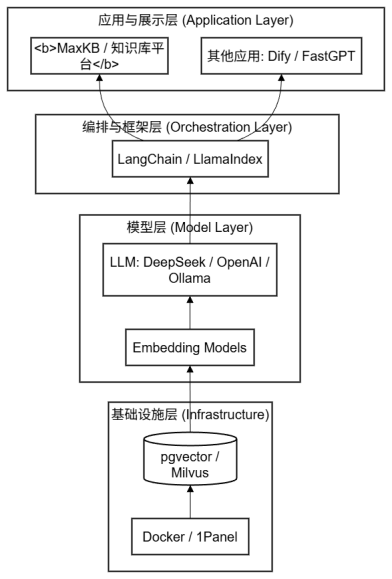 应用与展示层 (Application Layer)
<b>MaxKB / 知识库平
台</b>
其他应用: Dify / FastGPT
编排与框架层 (Orchestration Layer)
LangChain / LlamaIndex
模型层 (Model Layer)
LLM: DeepSeek / OpenAI /
Ollama
Embedding Models
基础设施层 (Infrastructure)
pgvector /
Milvus
Docker / 1Panel